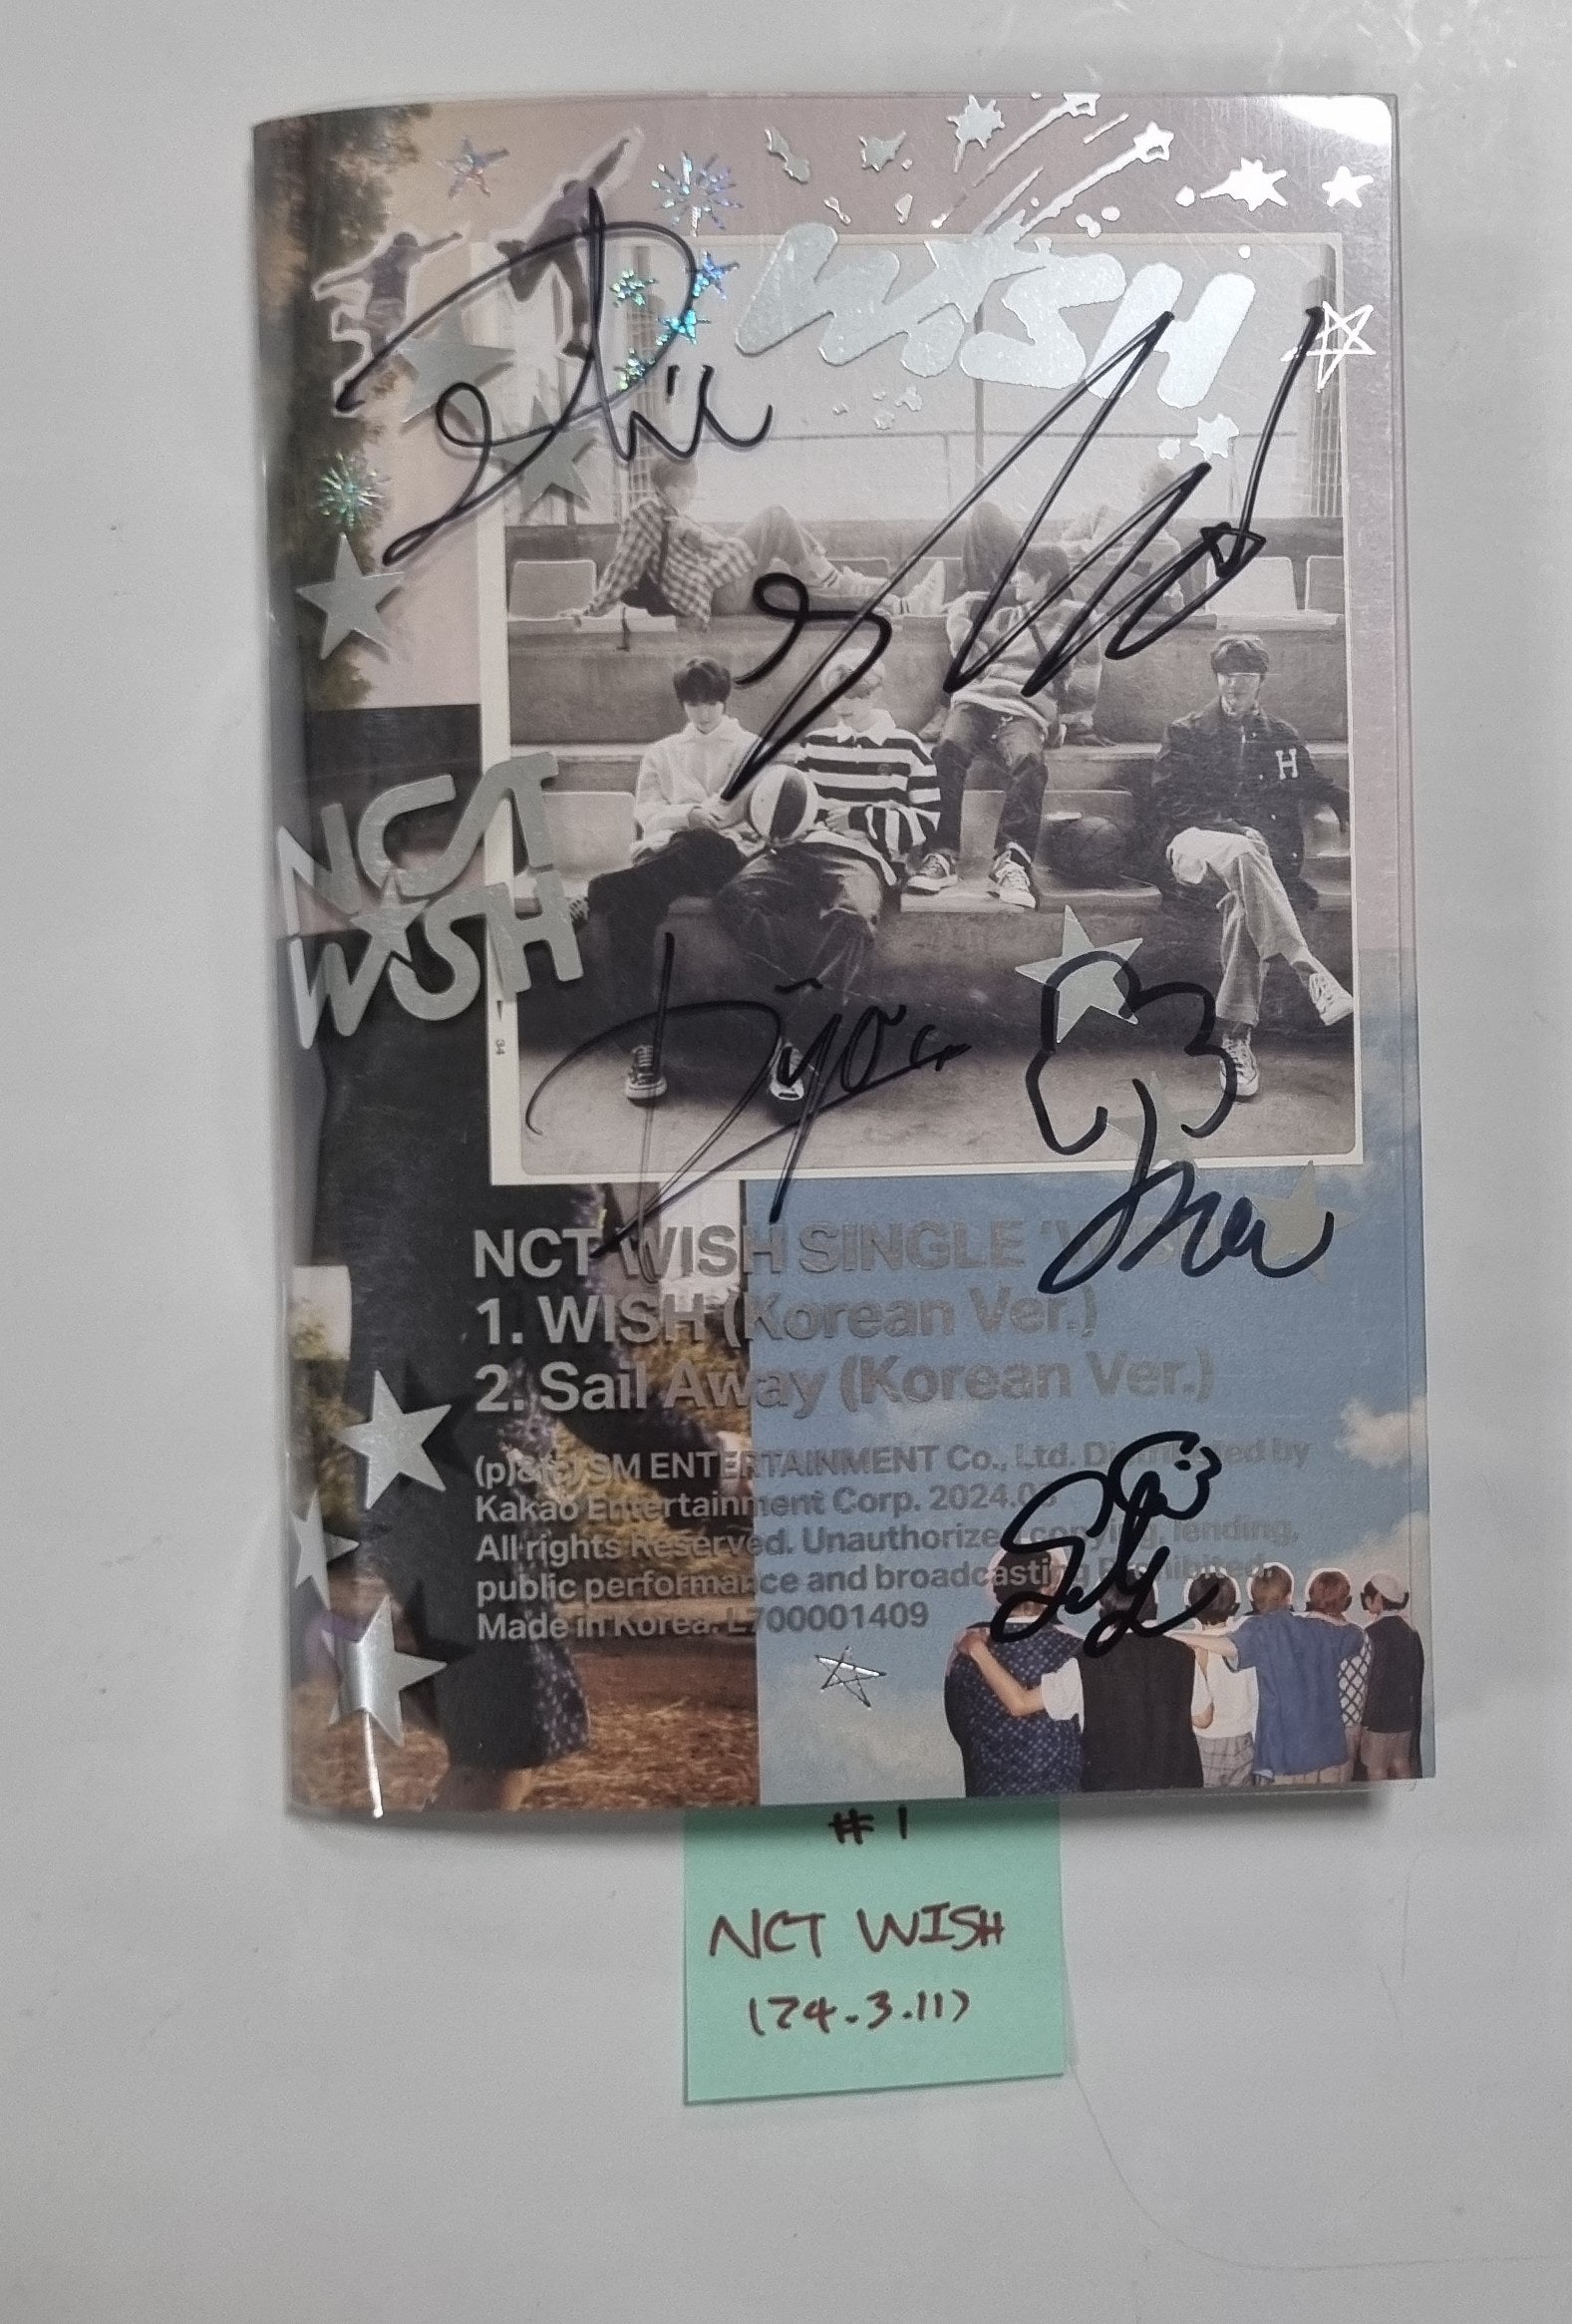 WISH
NCT
WISH
H
34
NCT WISH SINGLE 'WISH'
1. WISH (Korean Ver.)
2. Sail Away (Korean Ver.)
(p)&(c) SM ENTERTAINMENT Co., Ltd. Distributed by
Kakao Entertainment Corp. 2024.03
All rights Reserved. Unauthorized copying, lending,
public performance and broadcasting Prohibited.
Made in Korea. L700001409
#1
NCT WISH
(24.3.11)